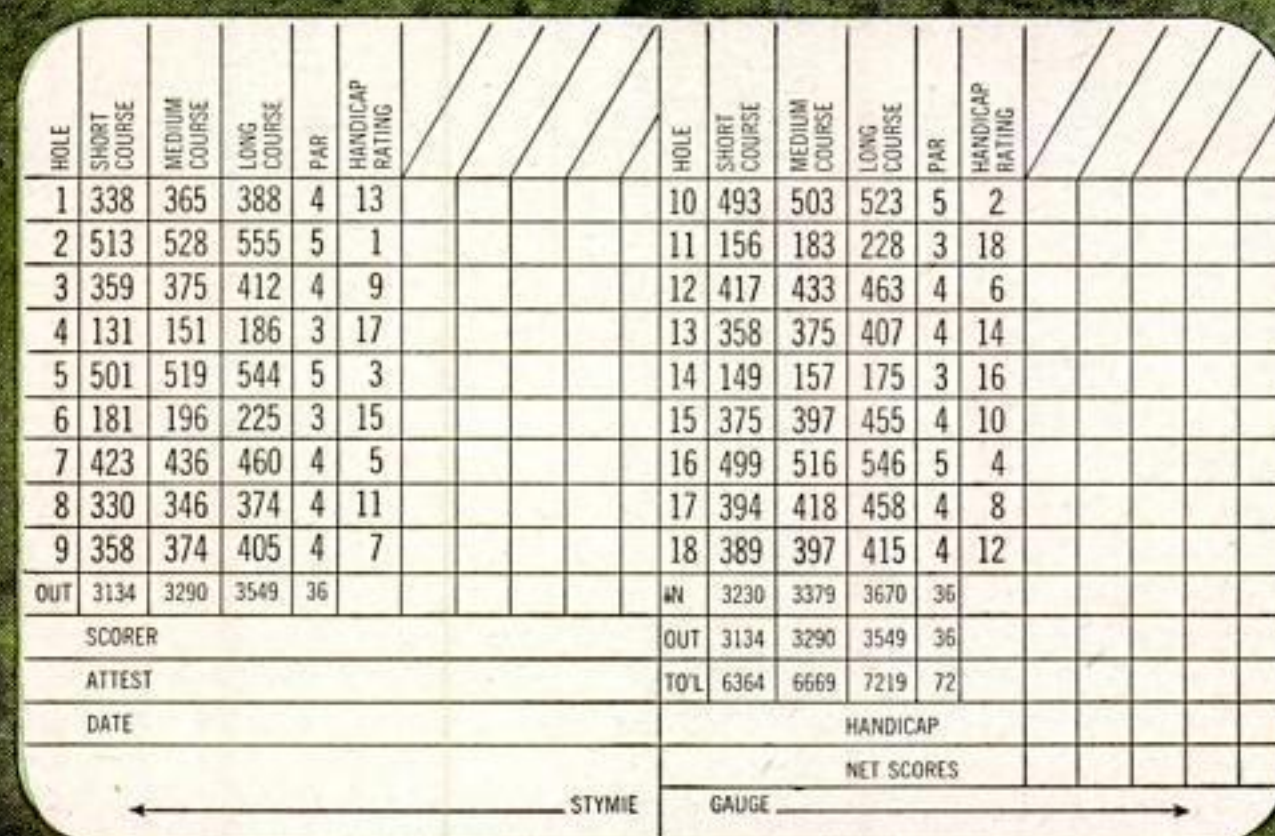 HOLE SHORT COURSE MEDIUM COURSE LONG COURSE PAR HANDICAP RATING
1 338 365 388 4 13
2 513 528 555 5 1
3 359 375 412 4 9
4 131 151 186 3 17
5 501 519 544 5 3
6 181 196 225 3 15
7 423 436 460 4 5
8 330 346 374 4 11
9 358 374 405 4 7
OUT 3134 3290 3549 36
SCORER
ATTEST
DATE
STYMIE
HOLE SHORT COURSE MEDIUM COURSE LONG COURSE PAR HANDICAP RATING
10 493 503 523 5 2
11 156 183 228 3 18
12 417 433 463 4 6
13 358 375 407 4 14
14 149 157 175 3 16
15 375 397 455 4 10
16 499 516 546 5 4
17 394 418 458 4 8
18 389 397 415 4 12
IN 3230 3379 3670 36
OUT 3134 3290 3549 36
TO'L 6364 6669 7219 72
HANDICAP
NET SCORES
GAUGE